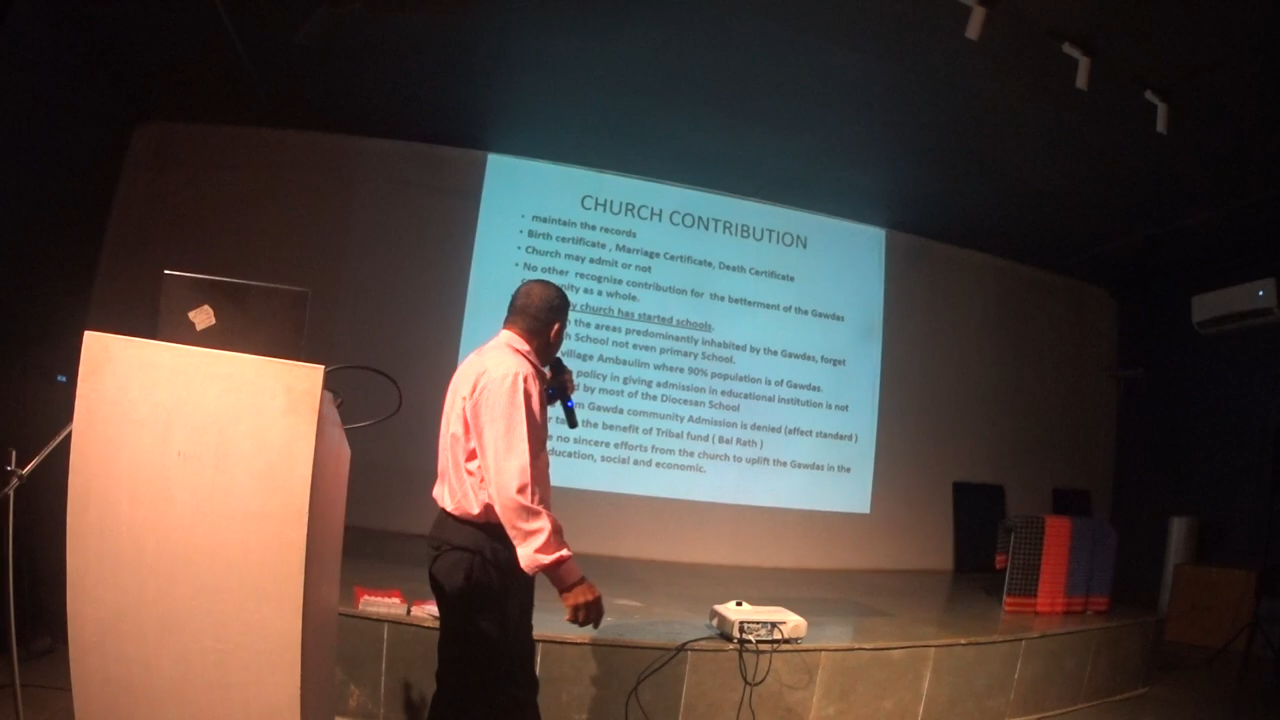 CHURCH CONTRIBUTION
• maintain the records
• Birth certificate , Marriage Certificate, Death Certificate
• Church may admit or not
• No other recognize contribution for the betterment of the Gawdas
community as a whole.
church has started schools.
the areas predominantly inhabited by the Gawdas, forget
School not even primary School.
village Ambaulim where 90% population is of Gawdas.
policy in giving admission in educational institution is not
by most of the Diocesan School
Gawda community Admission is denied (affect standard )
the benefit of Tribal fund ( Bal Rath )
no sincere efforts from the church to uplift the Gawdas in the
education, social and economic.